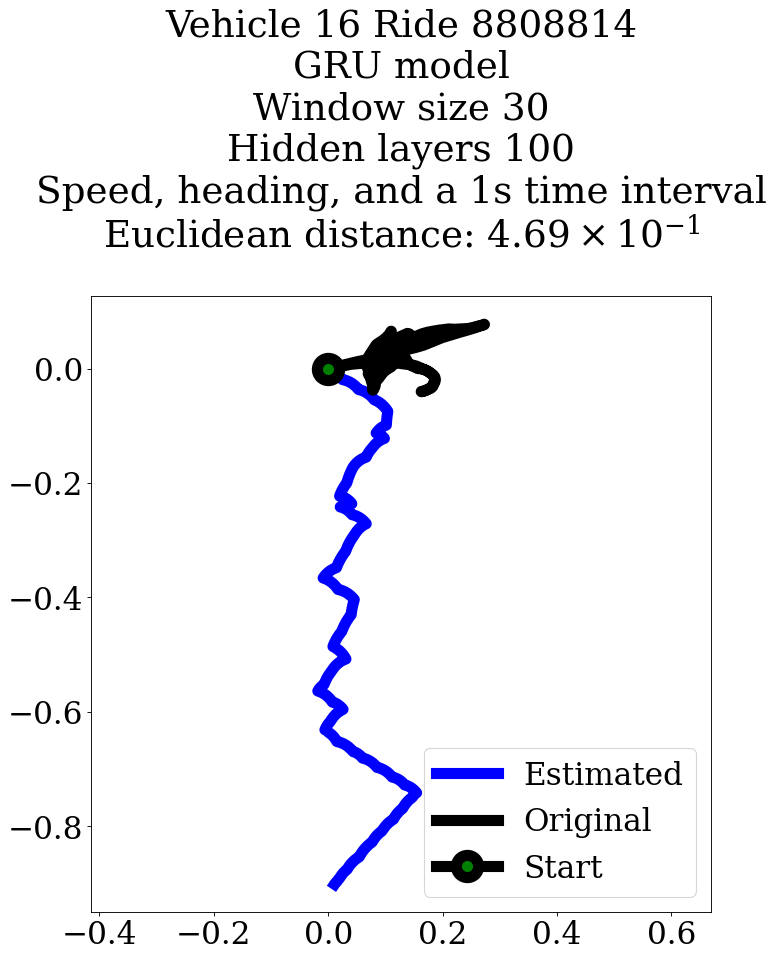 Vehicle 16 Ride 8808814
GRU model
Window size 30
Hidden layers 100
Speed, heading, and a 1s time interval
Euclidean distance: 4.69 × 10⁻¹
0.0
−0.2
−0.4
−0.6
−0.8
Estimated
Original
Start
−0.4 −0.2 0.0 0.2 0.4 0.6